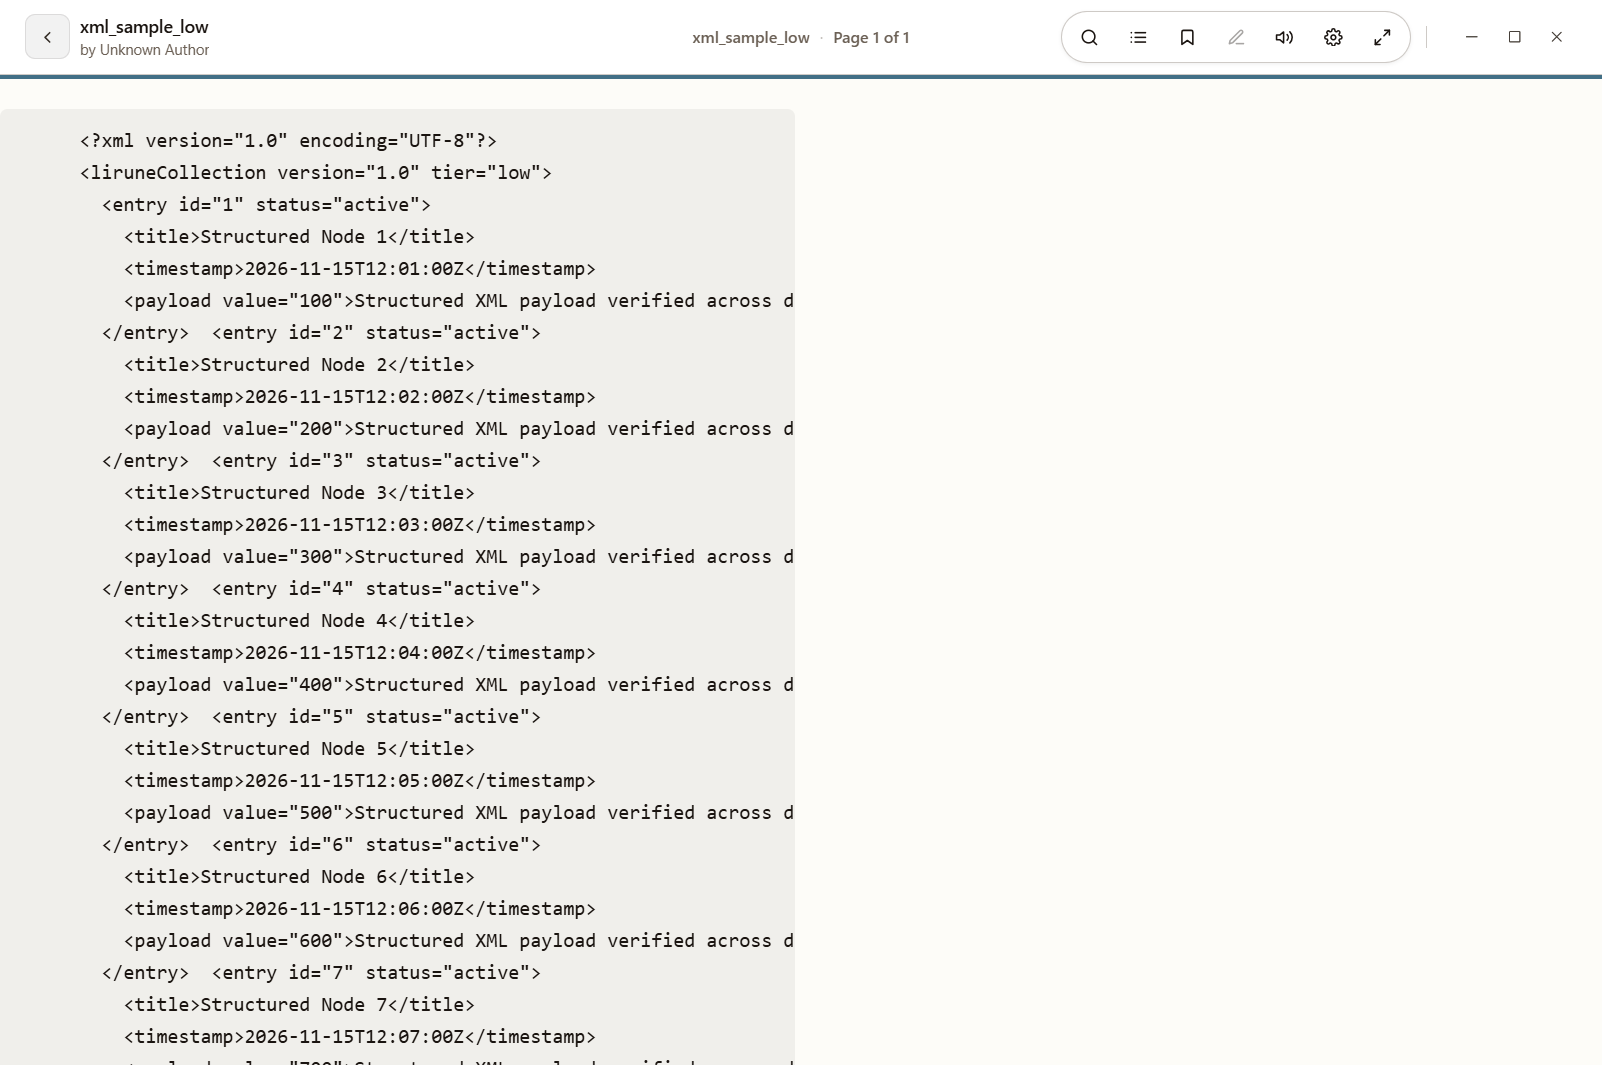 xml_sample_low
by Unknown Author
xml_sample_low · Page 1 of 1
<?xml version="1.0" encoding="UTF-8"?>
<liruneCollection version="1.0" tier="low">
  <entry id="1" status="active">
    <title>Structured Node 1</title>
    <timestamp>2026-11-15T12:01:00Z</timestamp>
    <payload value="100">Structured XML payload verified across d
  </entry>  <entry id="2" status="active">
    <title>Structured Node 2</title>
    <timestamp>2026-11-15T12:02:00Z</timestamp>
    <payload value="200">Structured XML payload verified across d
  </entry>  <entry id="3" status="active">
    <title>Structured Node 3</title>
    <timestamp>2026-11-15T12:03:00Z</timestamp>
    <payload value="300">Structured XML payload verified across d
  </entry>  <entry id="4" status="active">
    <title>Structured Node 4</title>
    <timestamp>2026-11-15T12:04:00Z</timestamp>
    <payload value="400">Structured XML payload verified across d
  </entry>  <entry id="5" status="active">
    <title>Structured Node 5</title>
    <timestamp>2026-11-15T12:05:00Z</timestamp>
    <payload value="500">Structured XML payload verified across d
  </entry>  <entry id="6" status="active">
    <title>Structured Node 6</title>
    <timestamp>2026-11-15T12:06:00Z</timestamp>
    <payload value="600">Structured XML payload verified across d
  </entry>  <entry id="7" status="active">
    <title>Structured Node 7</title>
    <timestamp>2026-11-15T12:07:00Z</timestamp>